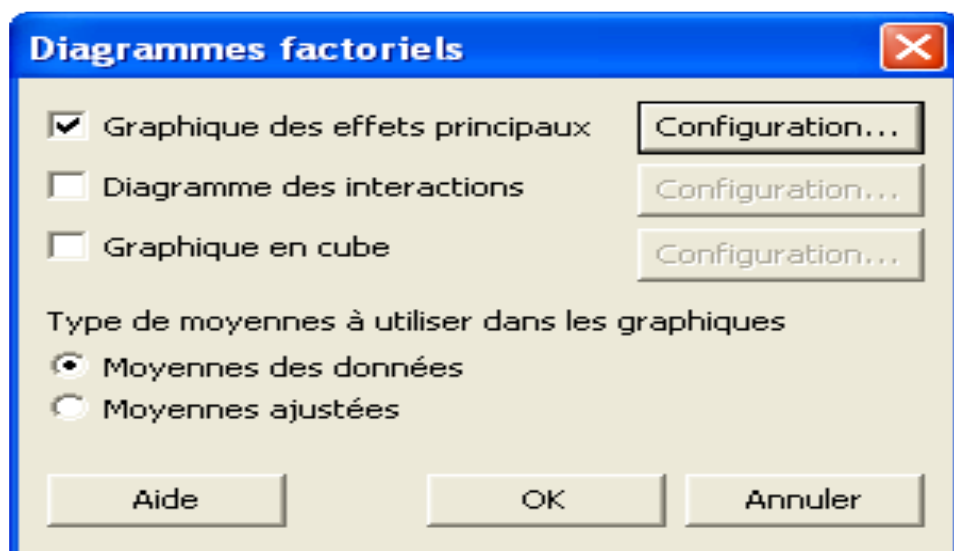 Diagrammes factoriels
Graphique des effets principaux Configuration...
Diagramme des interactions Configuration...
Graphique en cube Configuration...
Type de moyennes à utiliser dans les graphiques
Moyennes des données
Moyennes ajustées
Aide OK Annuler